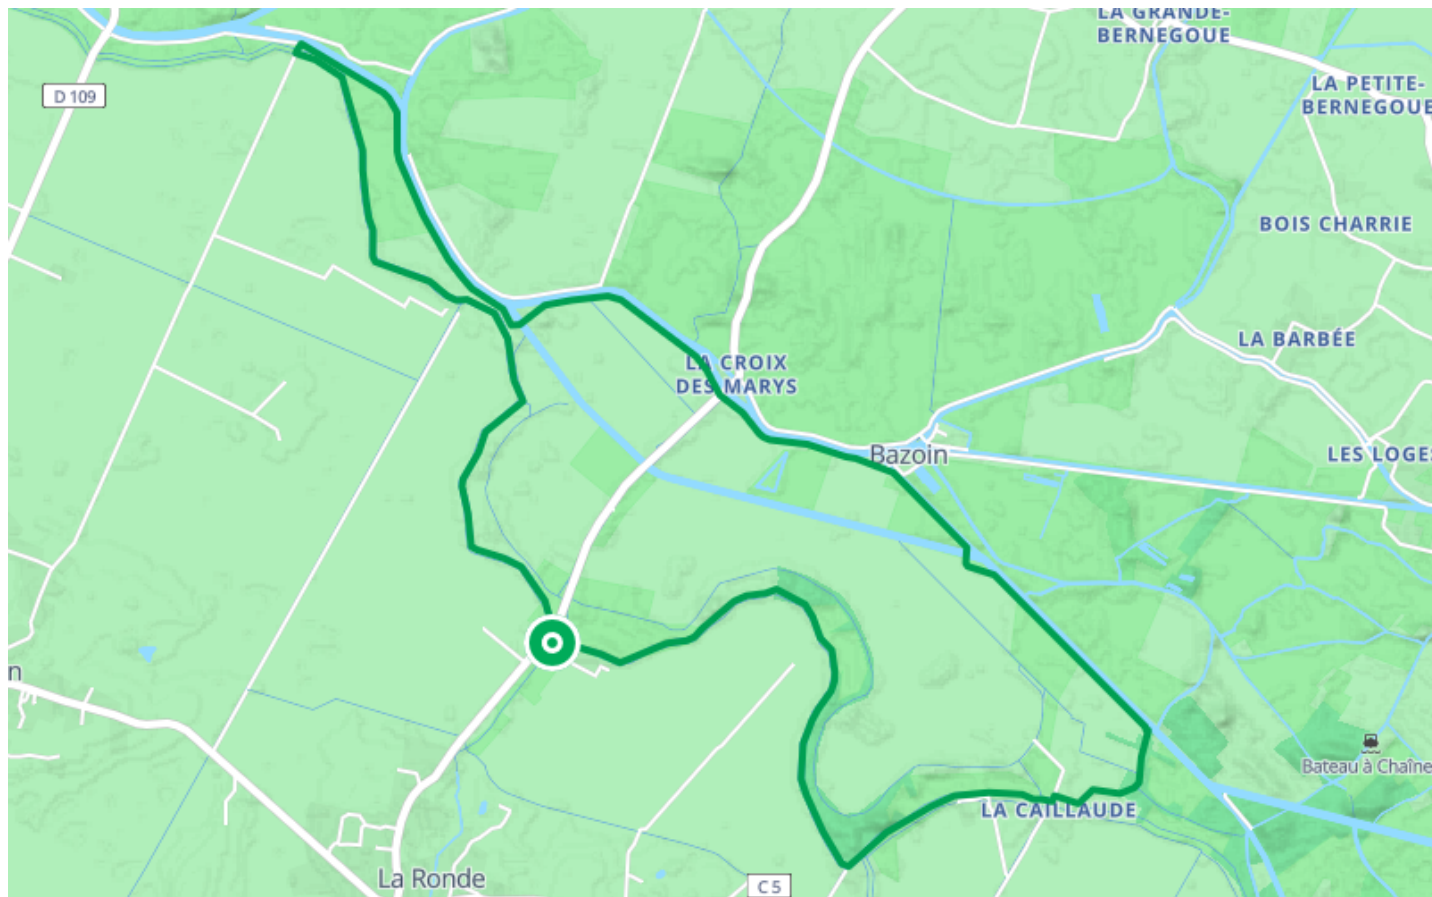 LA GRANDE-
BERNEGOUE
LA PETITE-
BERNEGOUE
D 109
BOIS CHARRIE
LA BARBÉE
LA CROIX
DES MARYS
Bazoin
LES LOGES
n
Bateau à Chaîne
LA CAILLAUDE
La Ronde
C 5